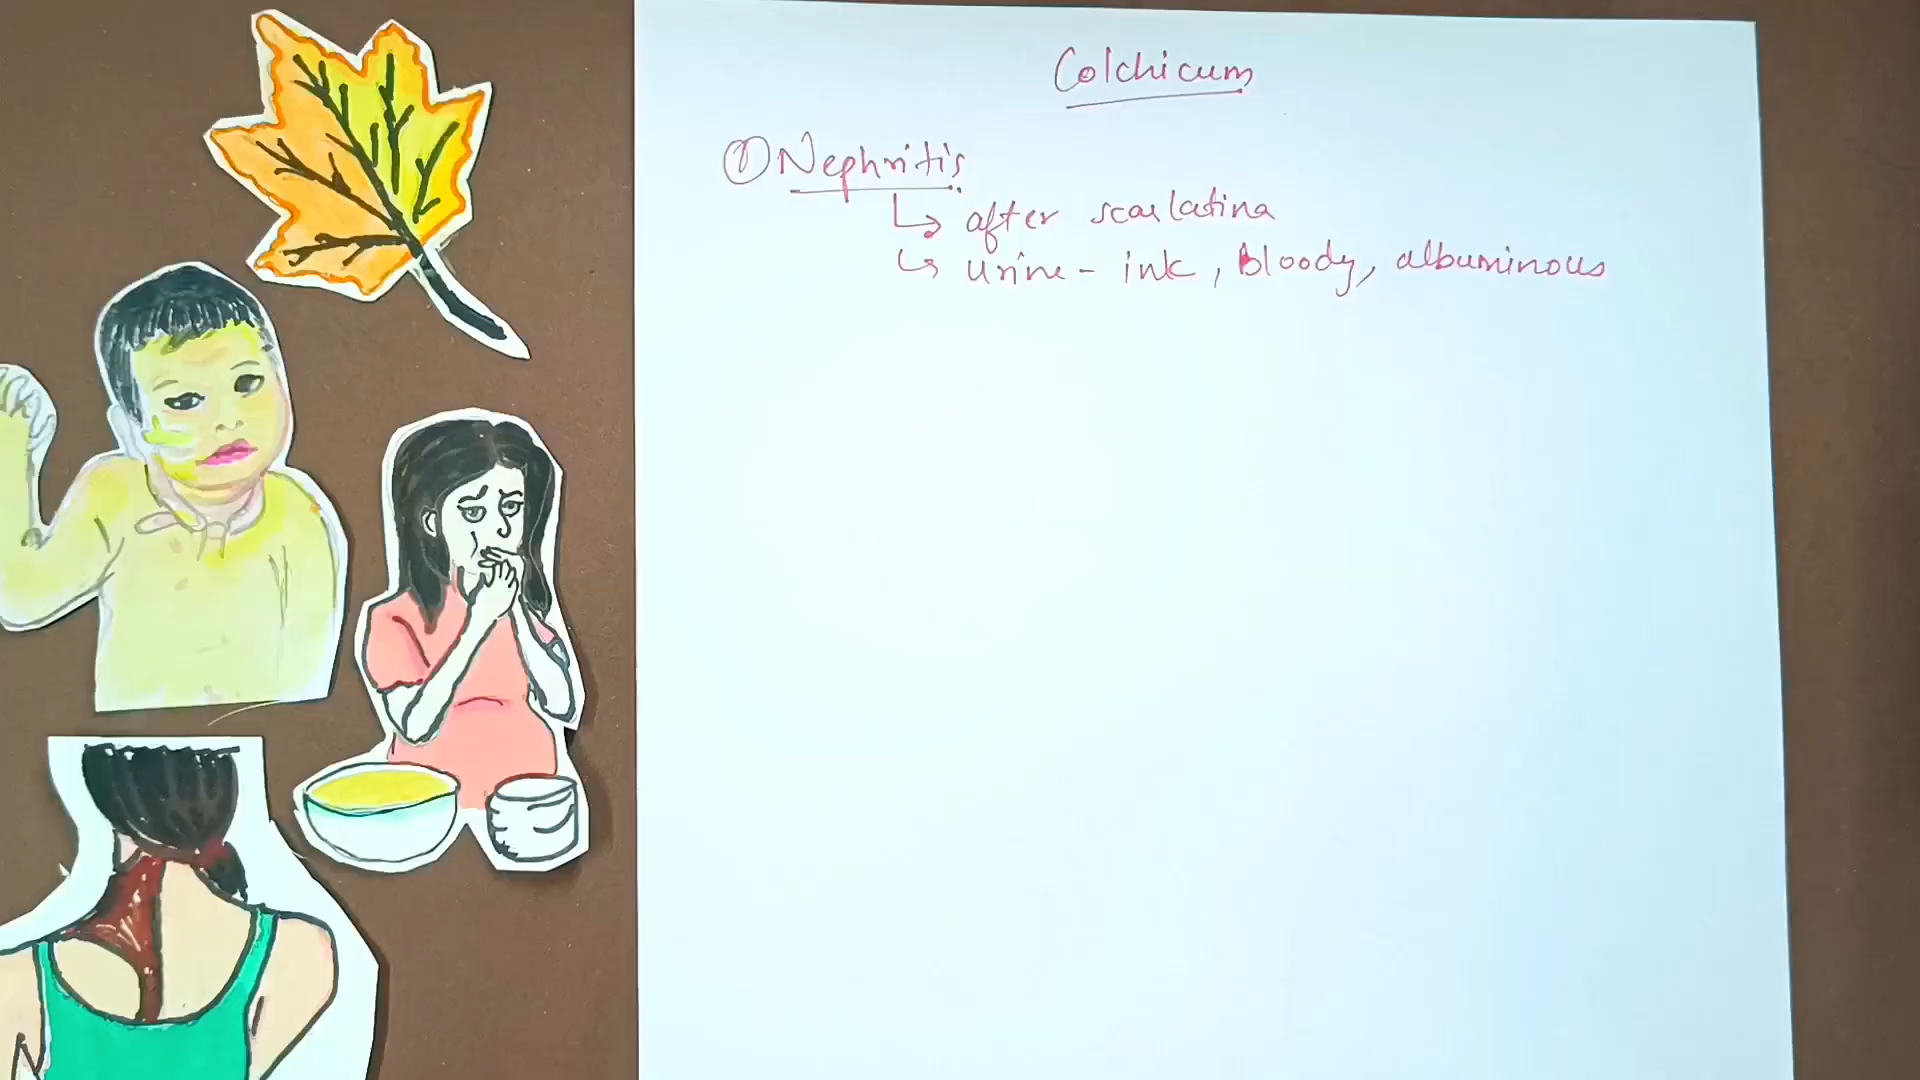 Colchicum
① Nephritis
↳ after scarlatina
↳ urine - ink, bloody, albuminous